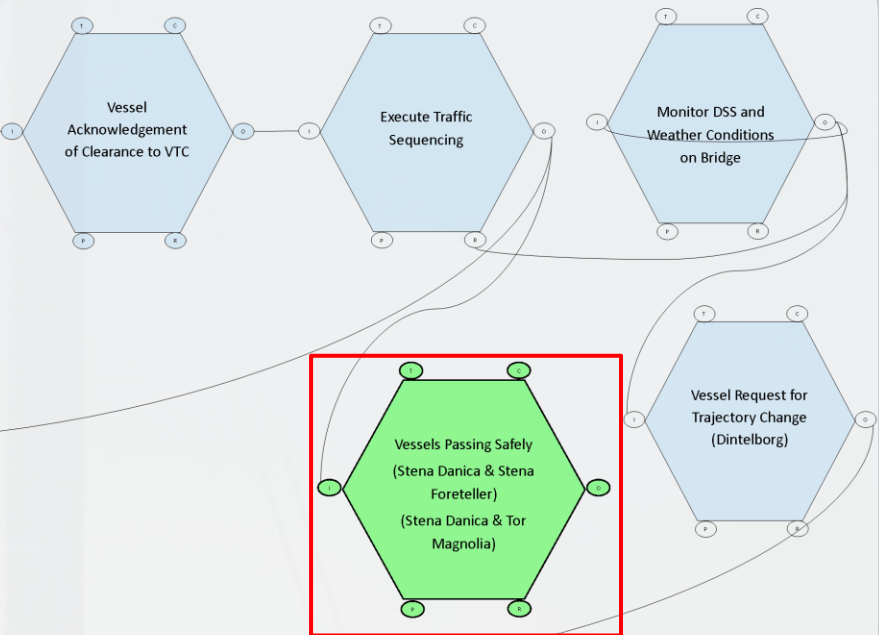 T
C
Vessel
Acknowledgement
of Clearance to VTC
I
O
P
R
T
C
Execute Traffic
Sequencing
I
O
P
R
T
C
Monitor DSS and
Weather Conditions
on Bridge
I
O
P
R
T
C
Vessels Passing Safely
(Stena Danica & Stena
Foreteller)
(Stena Danica & Tor
Magnolia)
I
O
P
R
T
C
Vessel Request for
Trajectory Change
(Dintelborg)
I
O
P
R